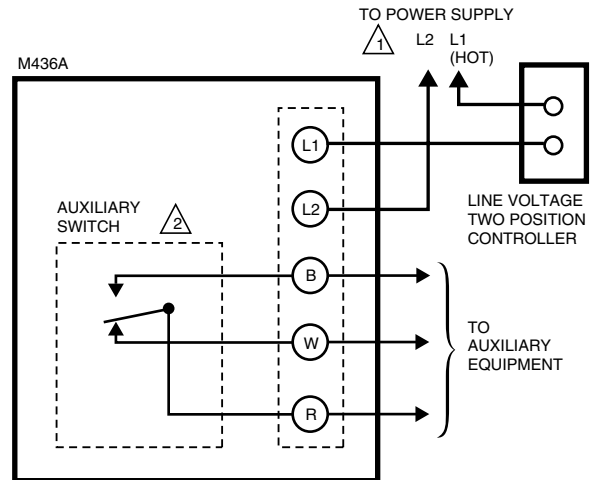 TO POWER SUPPLY
1
L2 L1
(HOT)
M436A
L1
L2
LINE VOLTAGE
TWO POSITION
CONTROLLER
AUXILIARY
SWITCH
2
B
W
R
TO
AUXILIARY
EQUIPMENT